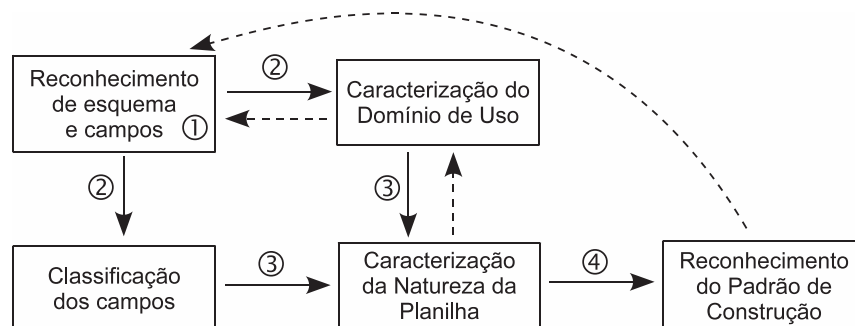 Reconhecimento
de esquema
e campos ①
②
Caracterização do
Domínio de Uso
②
③
Classificação
dos campos
③
Caracterização
da Natureza da
Planilha
④
Reconhecimento
do Padrão de
Construção